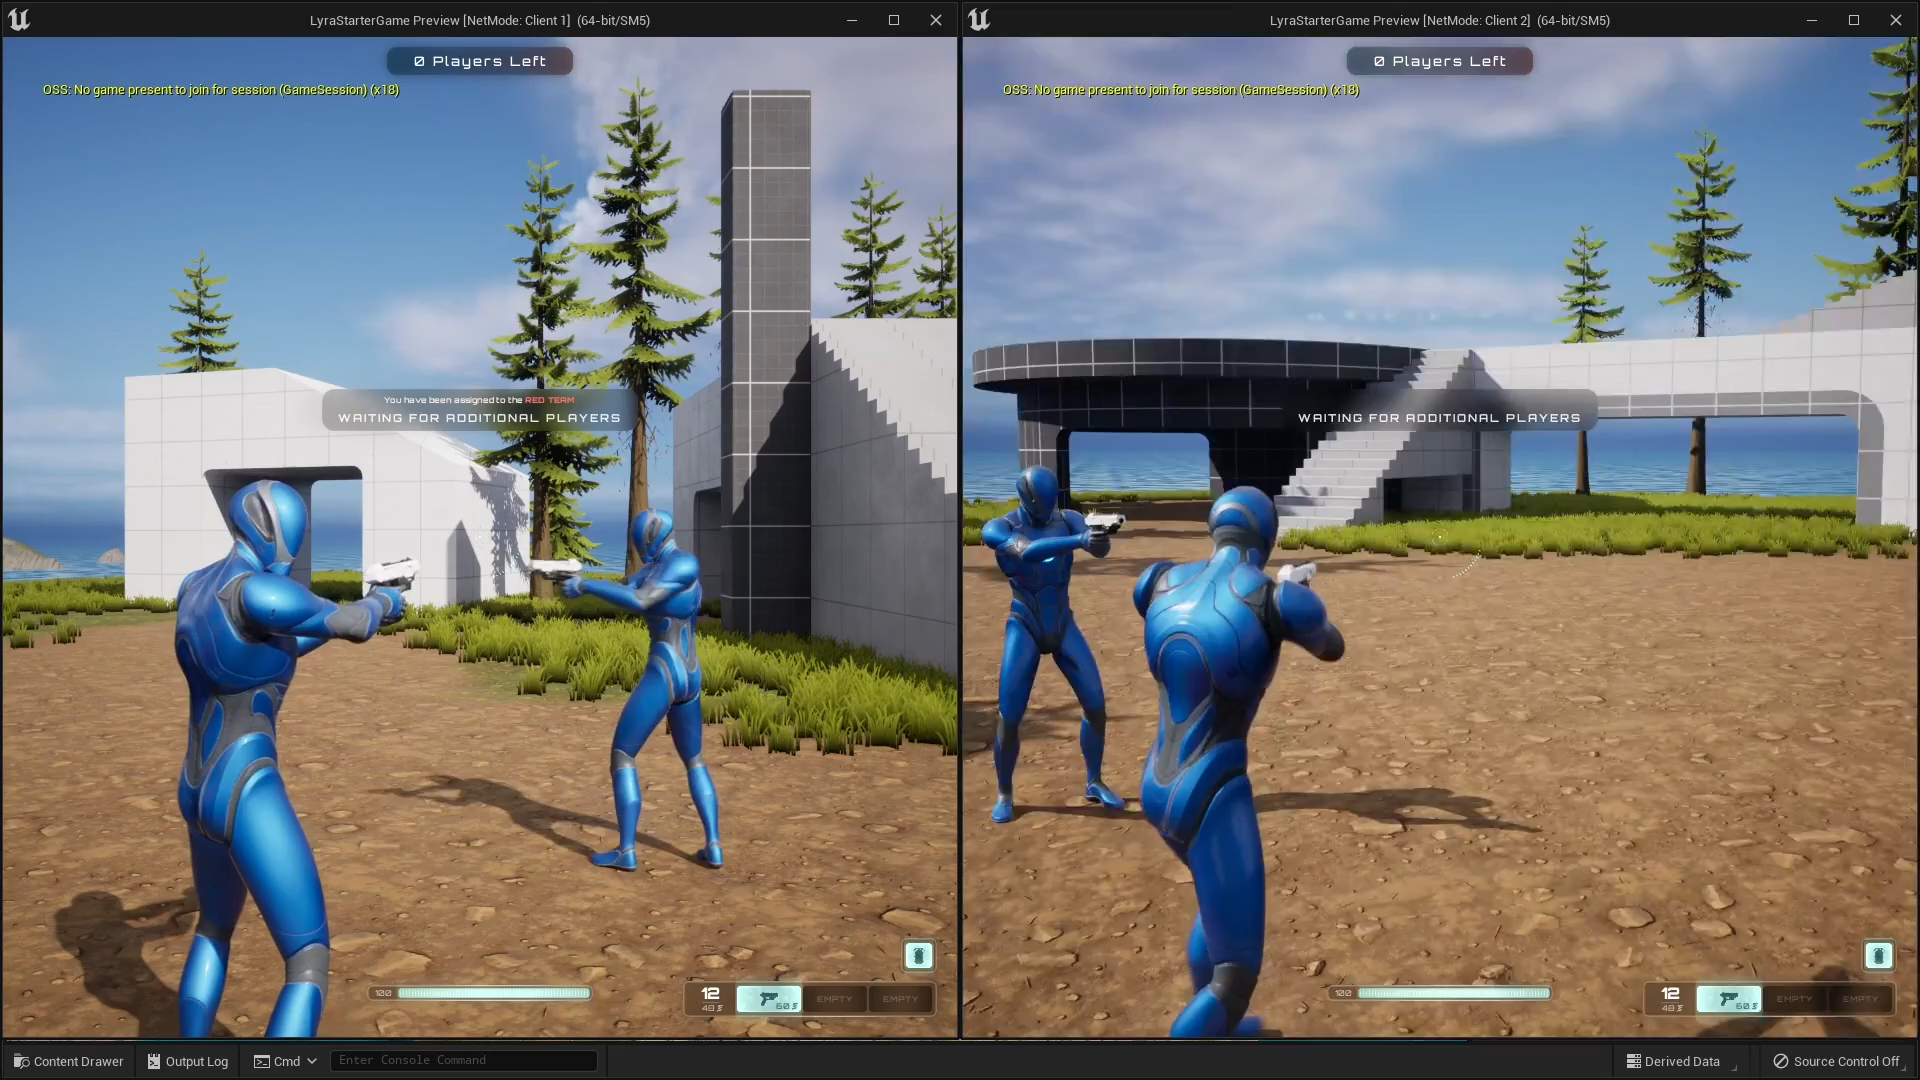 LyraStarterGame Preview [NetMode: Client 1] (64-bit/SM5)
0 Players Left
OSS: No game present to join for session (GameSession) (x18)
You have been assigned to the RED TEAM
WAITING FOR ADDITIONAL PLAYERS
100
12
48
60
EMPTY
EMPTY
LyraStarterGame Preview [NetMode: Client 2] (64-bit/SM5)
0 Players Left
OSS: No game present to join for session (GameSession) (x18)
WAITING FOR ADDITIONAL PLAYERS
100
12
48
60
EMPTY
EMPTY
Content Drawer
Output Log
Cmd
Enter Console Command
Derived Data
Source Control Off